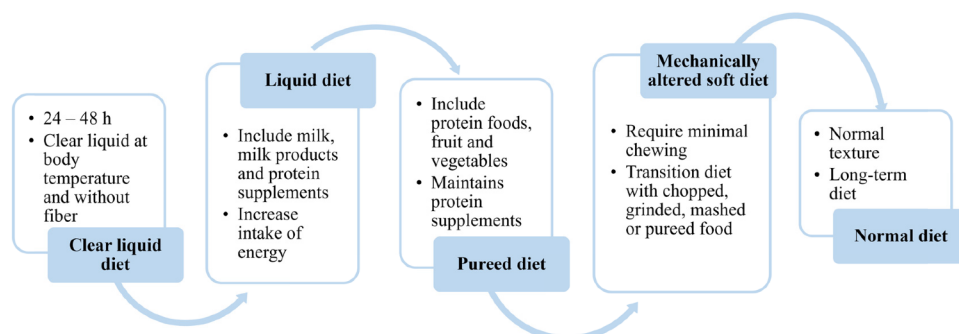 • 24 – 48 h
• Clear liquid at
body
temperature
and without
fiber
Clear liquid
diet
Liquid diet
• Include milk,
milk products
and protein
supplements
• Increase
intake of
energy
• Include
protein foods,
fruit and
vegetables
• Maintains
protein
supplements
Pureed diet
Mechanically
altered soft diet
• Require minimal
chewing
• Transition diet
with chopped,
grinded, mashed
or pureed food
• Normal
texture
• Long-term
diet
Normal diet